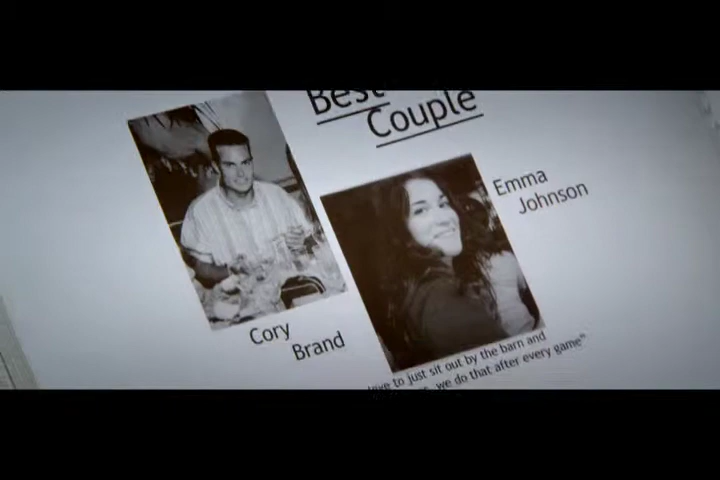 Best
Couple
Emma
Johnson
Cory
Brand
to just sit out by the barn and
we do that after every game"